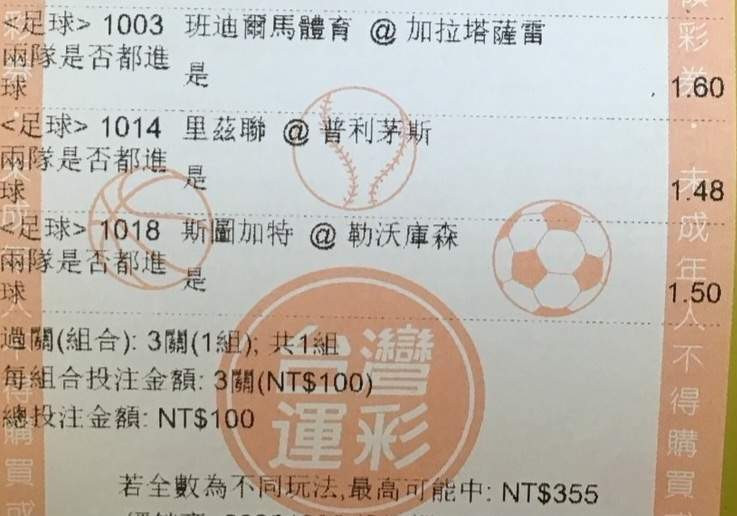 <足球> 1003 班迪爾馬體育 @ 加拉塔薩雷
兩隊是否都進球 是 1.60
<足球> 1014 里茲聯 @ 普利茅斯
兩隊是否都進球 是 1.48
<足球> 1018 斯圖加特 @ 勒沃庫森
兩隊是否都進球 是 1.50
過關(組合): 3關(1組); 共1組
每組合投注金額: 3關(NT$100)
總投注金額: NT$100
台灣
運彩
若全數為不同玩法,最高可能中: NT$355
彩券・未成年人不得購買